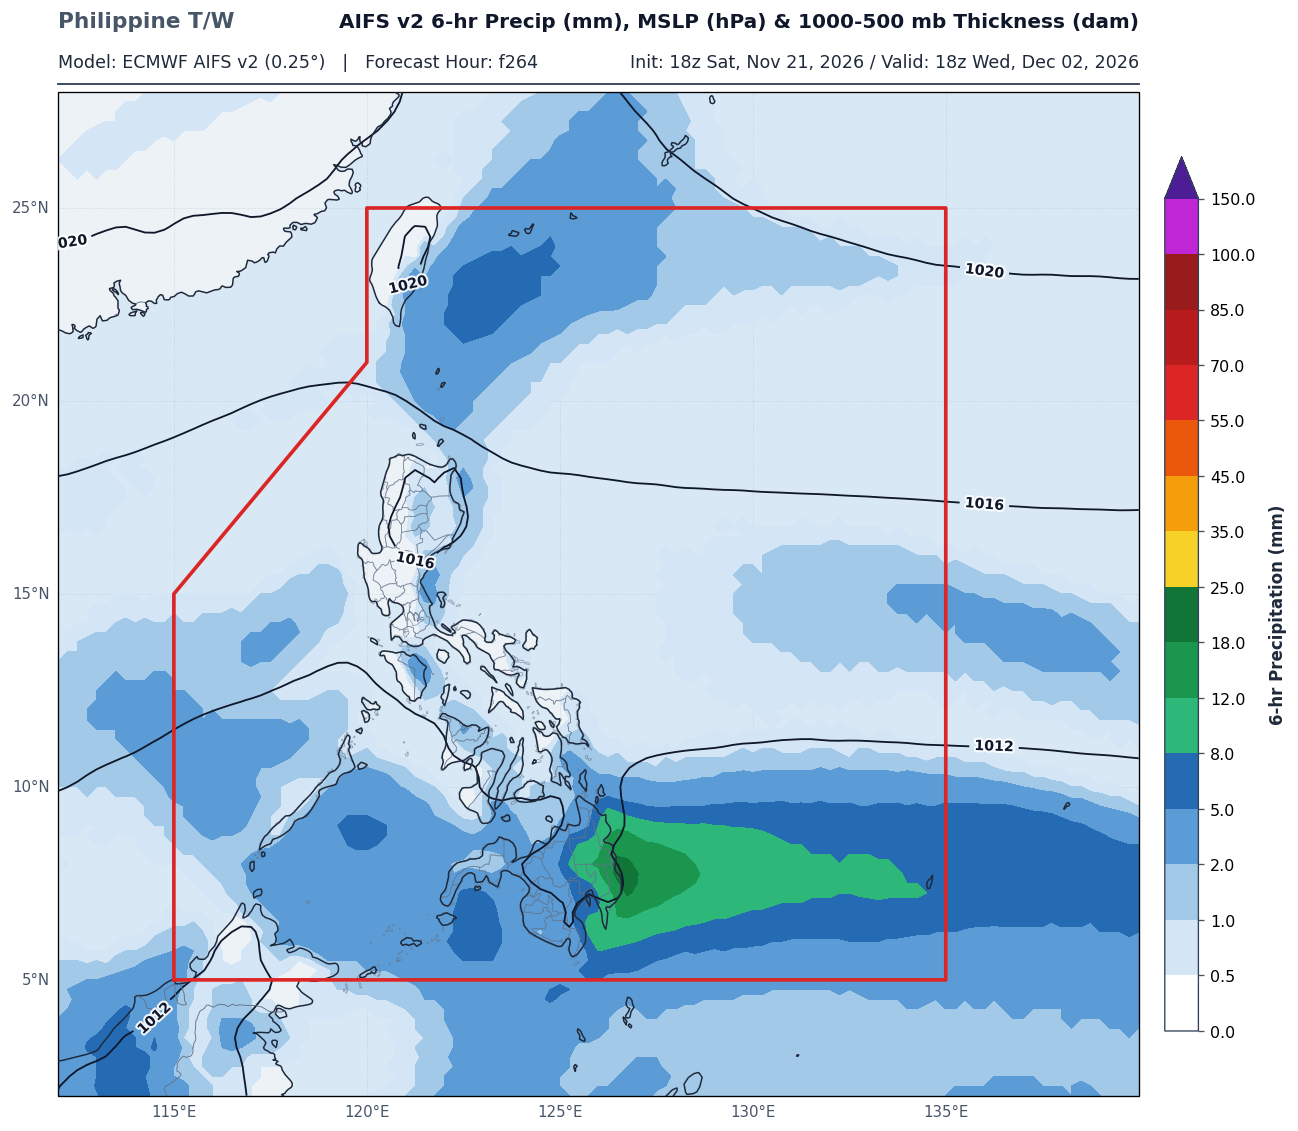 Philippine T/W
AIFS v2 6-hr Precip (mm), MSLP (hPa) & 1000-500 mb Thickness (dam)
Model: ECMWF AIFS v2 (0.25°) | Forecast Hour: f264
Init: 18z Sat, Nov 21, 2026 / Valid: 18z Wed, Dec 02, 2026
25°N
20°N
15°N
10°N
5°N
115°E
120°E
125°E
130°E
135°E
020
1020
1020
1016
1016
1012
1012
150.0
100.0
85.0
70.0
55.0
45.0
35.0
25.0
18.0
12.0
8.0
5.0
2.0
1.0
0.5
0.0
6-hr Precipitation (mm)